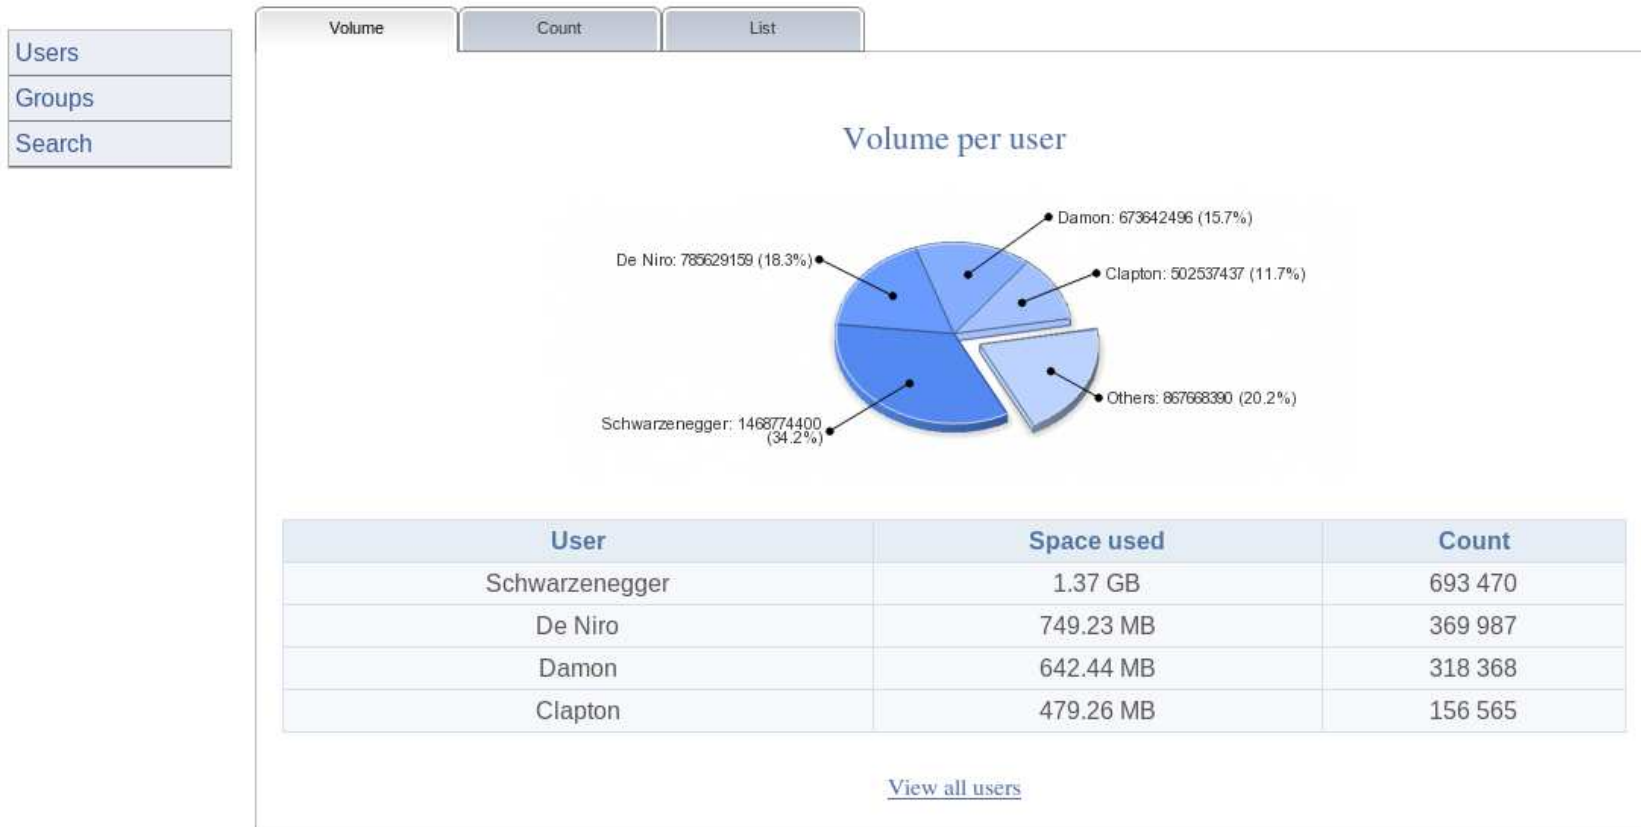 Volume
Count
List
Users
Groups
Search
Volume per user
Damon: 673642496 (15.7%)
De Niro: 785629159 (18.3%)
Clapton: 502537437 (11.7%)
Others: 867668390 (20.2%)
Schwarzenegger: 1468774400
(34.2%)
User Space used Count
Schwarzenegger 1.37 GB 693 470
De Niro 749.23 MB 369 987
Damon 642.44 MB 318 368
Clapton 479.26 MB 156 565
View all users